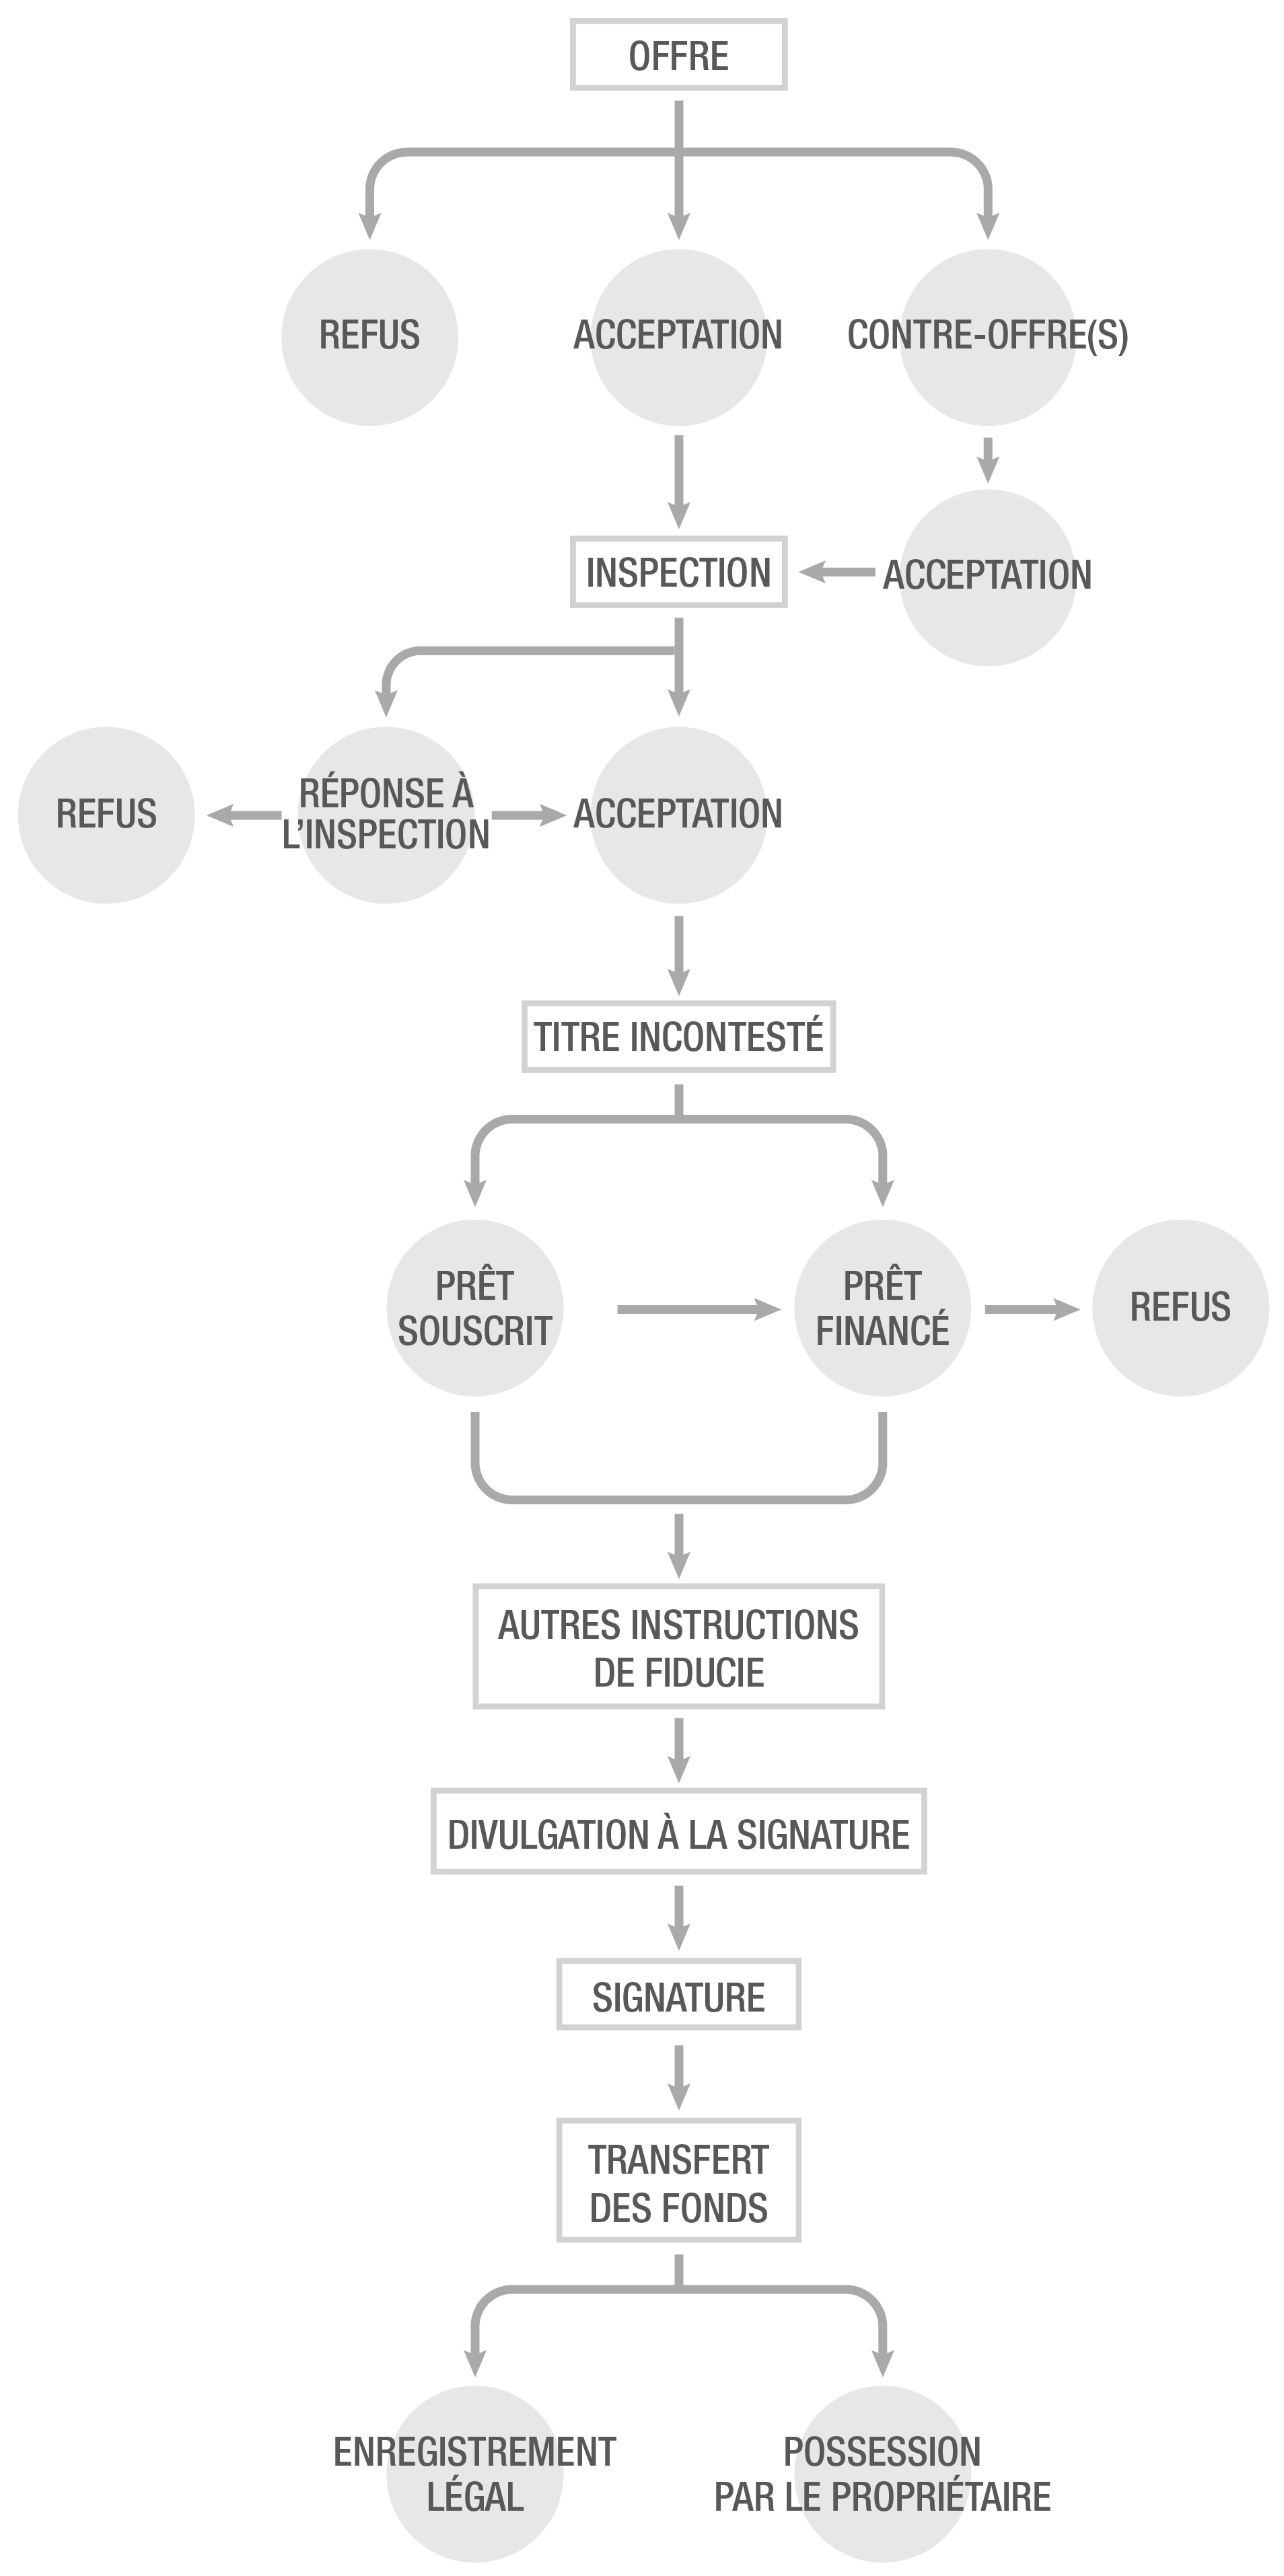 OFFRE
REFUS
ACCEPTATION
CONTRE-OFFRE(S)
INSPECTION
ACCEPTATION
REFUS
RÉPONSE À
L'INSPECTION
ACCEPTATION
TITRE INCONTESTÉ
PRÊT
SOUSCRIT
PRÊT
FINANCÉ
REFUS
AUTRES INSTRUCTIONS
DE FIDUCIE
DIVULGATION À LA SIGNATURE
SIGNATURE
TRANSFERT
DES FONDS
ENREGISTREMENT
LÉGAL
POSSESSION
PAR LE PROPRIÉTAIRE